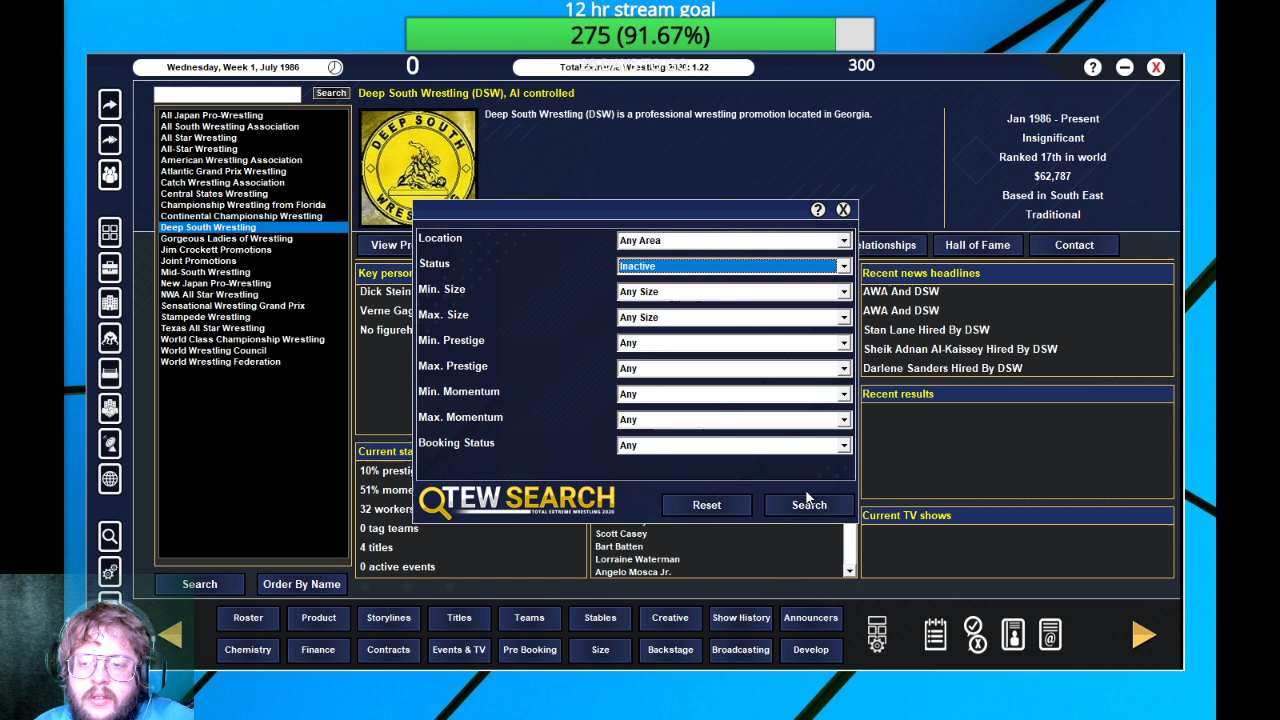 12 hr stream goal
275 (91.67%)
0
300
Wednesday, Week 1, July 1986
Total Extreme Wrestling 2020: 1.22
?
X
Search
Deep South Wrestling (DSW), AI controlled
All Japan Pro-Wrestling
All South Wrestling Association
All Star Wrestling
All-Star Wrestling
American Wrestling Association
Atlantic Grand Prix Wrestling
Catch Wrestling Association
Central States Wrestling
Championship Wrestling from Florida
Continental Championship Wrestling
Deep South Wrestling
Gorgeous Ladies of Wrestling
Jim Crockett Promotions
Joint Promotions
Mid-South Wrestling
New Japan Pro-Wrestling
NWA All Star Wrestling
Sensational Wrestling Grand Prix
Stampede Wrestling
Texas All Star Wrestling
World Class Championship Wrestling
World Wrestling Council
World Wrestling Federation
Search
Order By Name
DEEP SOUTH
WRES
Deep South Wrestling (DSW) is a professional wrestling promotion located in Georgia.
Jan 1986 - Present
Insignificant
Ranked 17th in world
$62,787
Based in South East
Traditional
View Pr
elationships
Hall of Fame
Contact
Key person
Dick Stein
Verne Gag
No figureh
Current sta
10% presti
51% mome
32 workers
0 tag teams
4 titles
0 active events
?
X
Location
Any Area
Status
Inactive
Min. Size
Any Size
Max. Size
Any Size
Min. Prestige
Any
Max. Prestige
Any
Min. Momentum
Any
Max. Momentum
Any
Booking Status
Any
TEW SEARCH
TOTAL EXTREME WRESTLING 2020
Reset
Search
Scott Casey
Bart Batten
Lorraine Waterman
Angelo Mosca Jr.
Recent news headlines
AWA And DSW
AWA And DSW
Stan Lane Hired By DSW
Sheik Adnan Al-Kaissey Hired By DSW
Darlene Sanders Hired By DSW
Recent results
Current TV shows
Roster
Product
Storylines
Titles
Teams
Stables
Creative
Show History
Announcers
Chemistry
Finance
Contracts
Events & TV
Pre Booking
Size
Backstage
Broadcasting
Develop